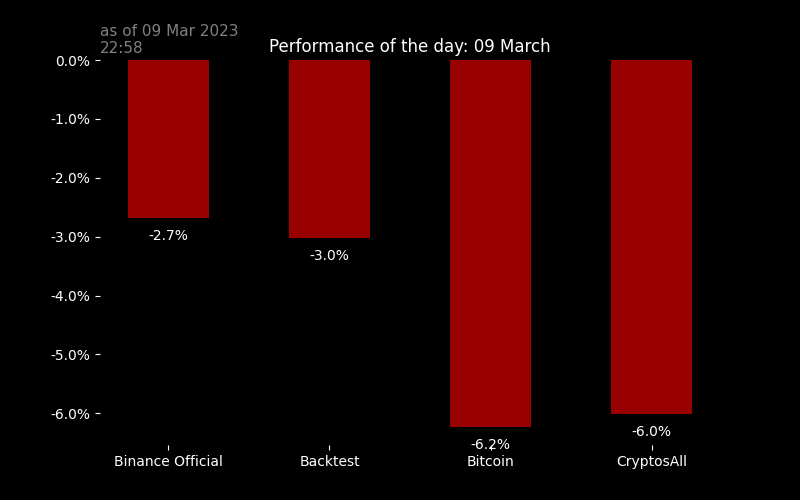 as of 09 Mar 2023
22:58
Performance of the day: 09 March
0.0%
-1.0%
-2.0%
-3.0%
-4.0%
-5.0%
-6.0%
-2.7%
-3.0%
-6.2%
-6.0%
Binance Official
Backtest
Bitcoin
CryptosAll